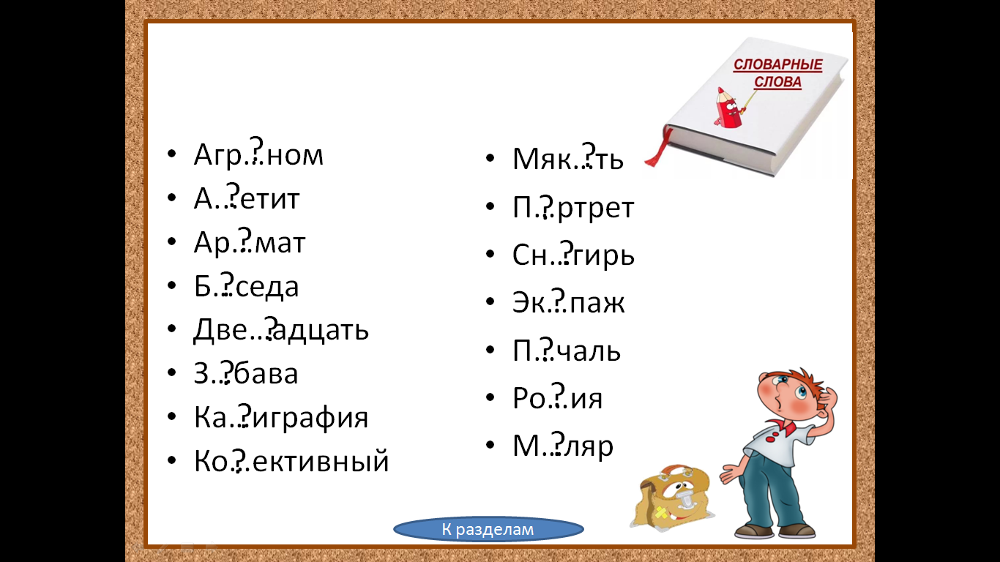 СЛОВАРНЫЕ
СЛОВА
• Агр..?.ном
• А..?етит
• Ар..?.мат
• Б..?.седа
• Две...?адцать
• З..?бава
• Ка..?играфия
• Ко..?.ективный
• Мяк..?ть
• П..?.ртрет
• Сн...?гирь
• Эк..?.паж
• П..?.чаль
• Ро..?.ия
• М...?ляр
К разделам